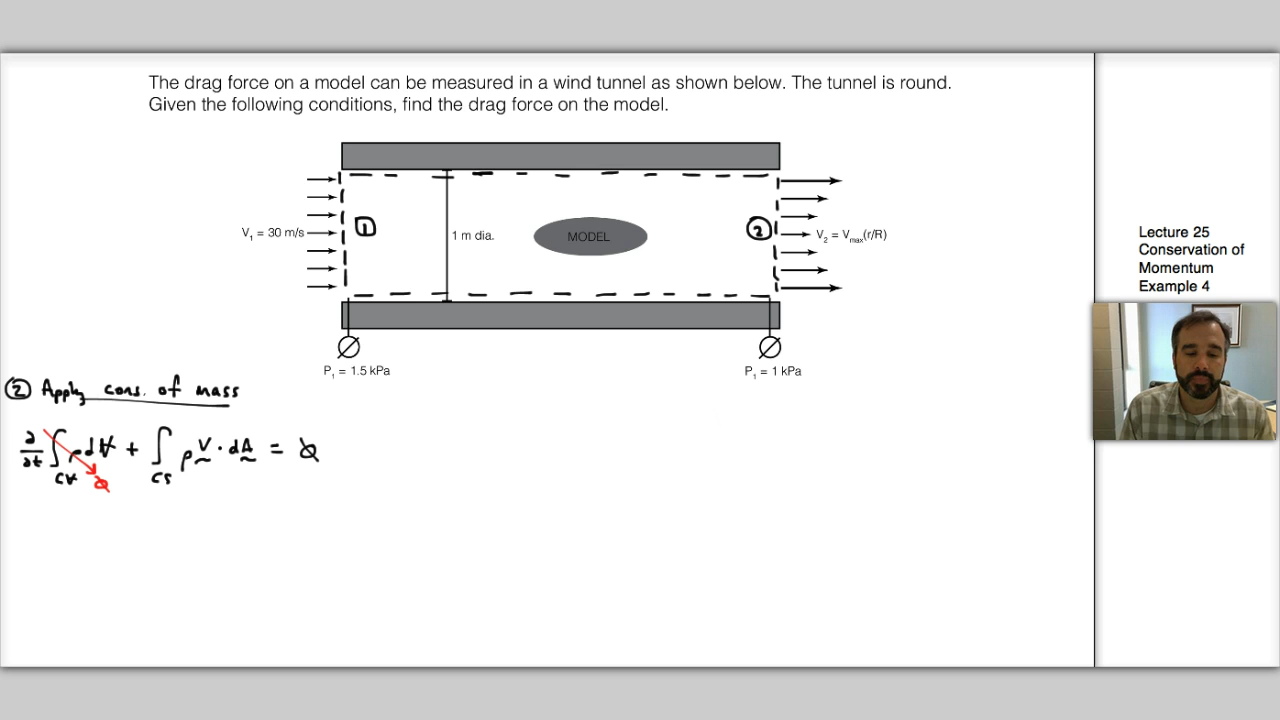 The drag force on a model can be measured in a wind tunnel as shown below. The tunnel is round.
Given the following conditions, find the drag force on the model.
①
1 m dia.
MODEL
②
V₁ = 30 m/s
V₂ = Vmax(r/R)
P₁ = 1.5 kPa
P₁ = 1 kPa
② Apply cons. of mass
∂/∂t ∫CV ρdV + ∫CS ρV · dA = 0
0
Lecture 25
Conservation of
Momentum
Example 4